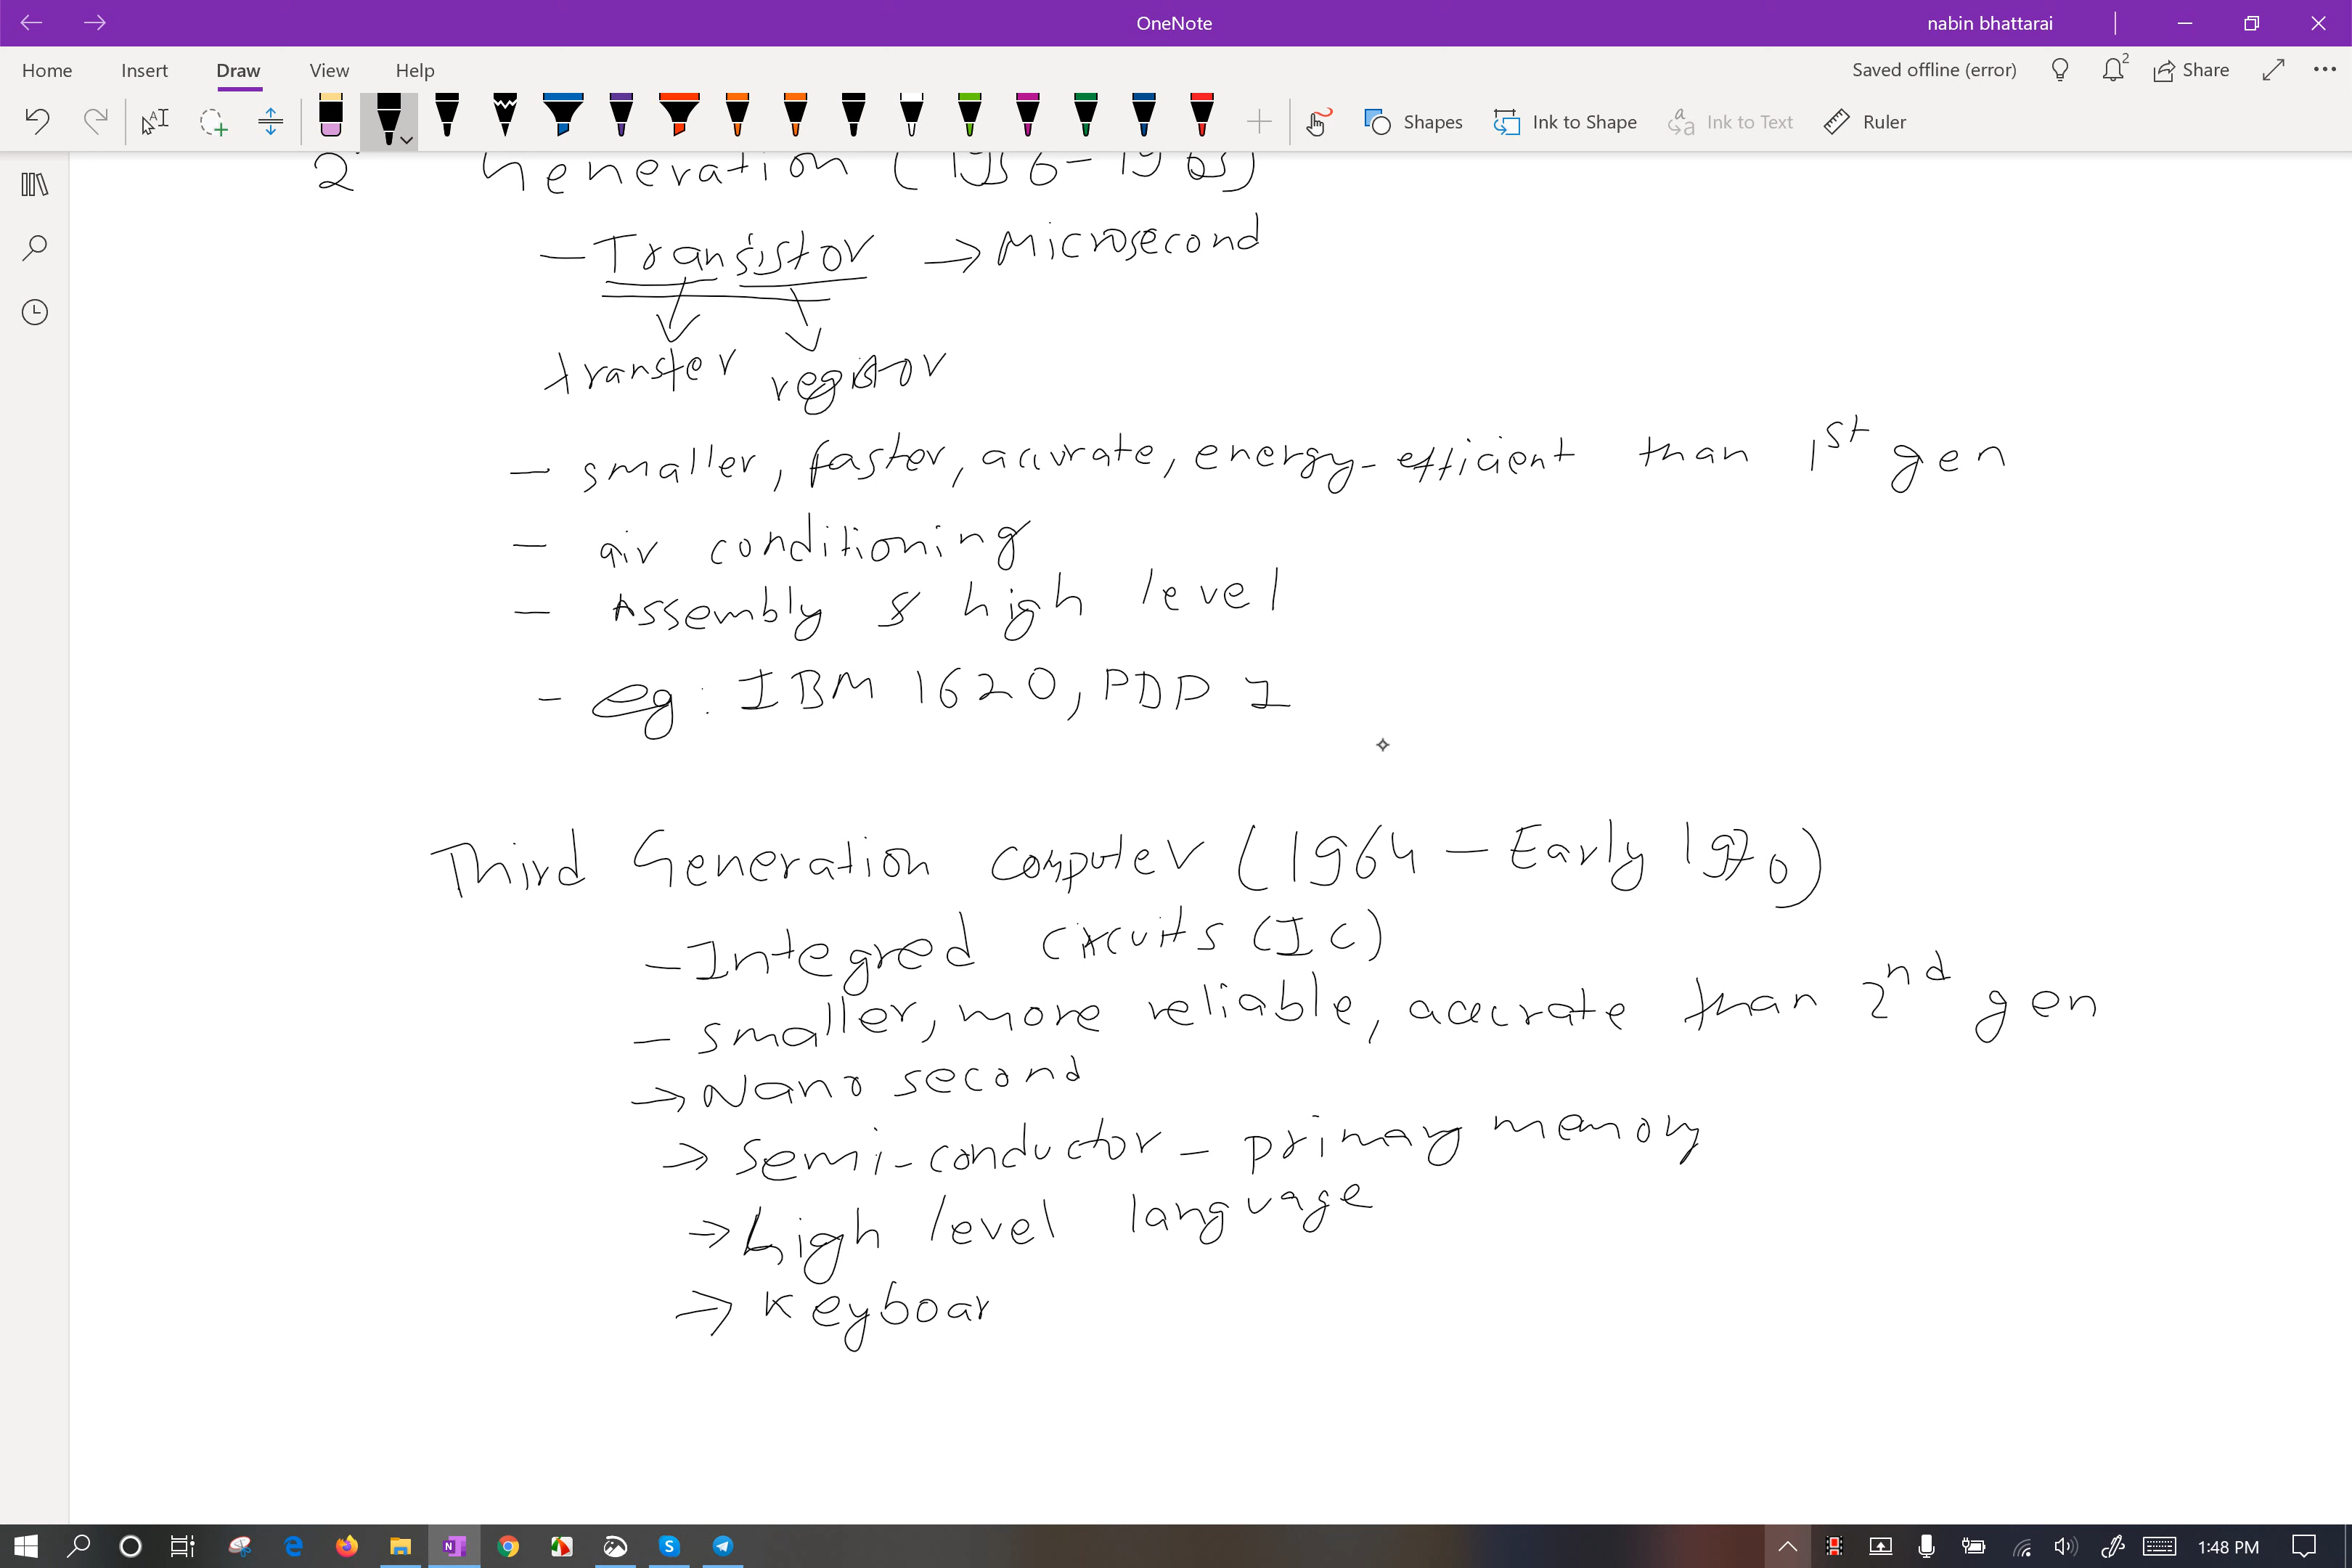 OneNote
nabin bhattarai
Home Insert Draw View Help
Saved offline (error) 2 Share
Shapes Ink to Shape Ink to Text Ruler
2 Generation (1956-1965)
- Transistor → Microsecond
transfer registor
- smaller, faster, accurate, energy-efficient than 1st gen
- air conditioning
- Assembly & high level
- eg: IBM 1620, PDP 1
Third Generation computer (1964 - Early 1970)
- Integred circuits (IC)
- smaller, more reliable, accurate than 2nd gen
→ Nano second
→ semi-conductor - primary memory
→ high level language
→ Keyboar
1:48 PM